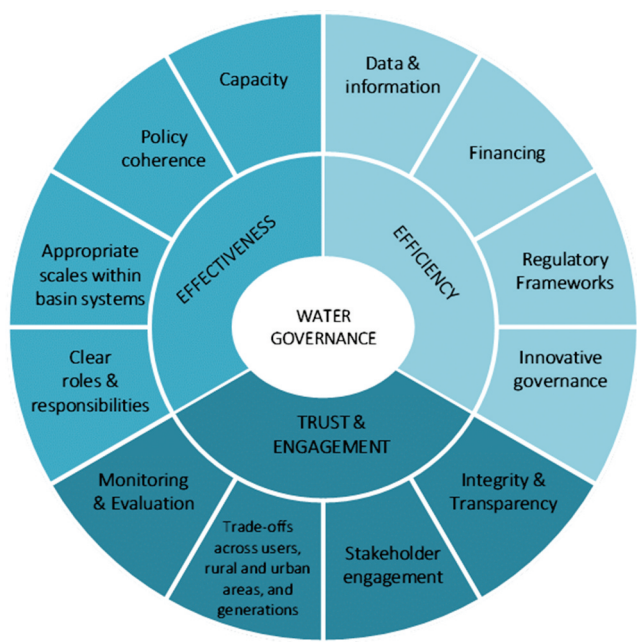 Capacity
Data &
information
Policy
coherence
Financing
EFFECTIVENESS
EFFICIENCY
Appropriate
scales within
basin systems
Regulatory
Frameworks
WATER
GOVERNANCE
Clear
roles &
responsibilities
Innovative
governance
TRUST &
ENGAGEMENT
Monitoring
& Evaluation
Integrity &
Transparency
Trade-offs
across users,
rural and urban
areas, and
generations
Stakeholder
engagement